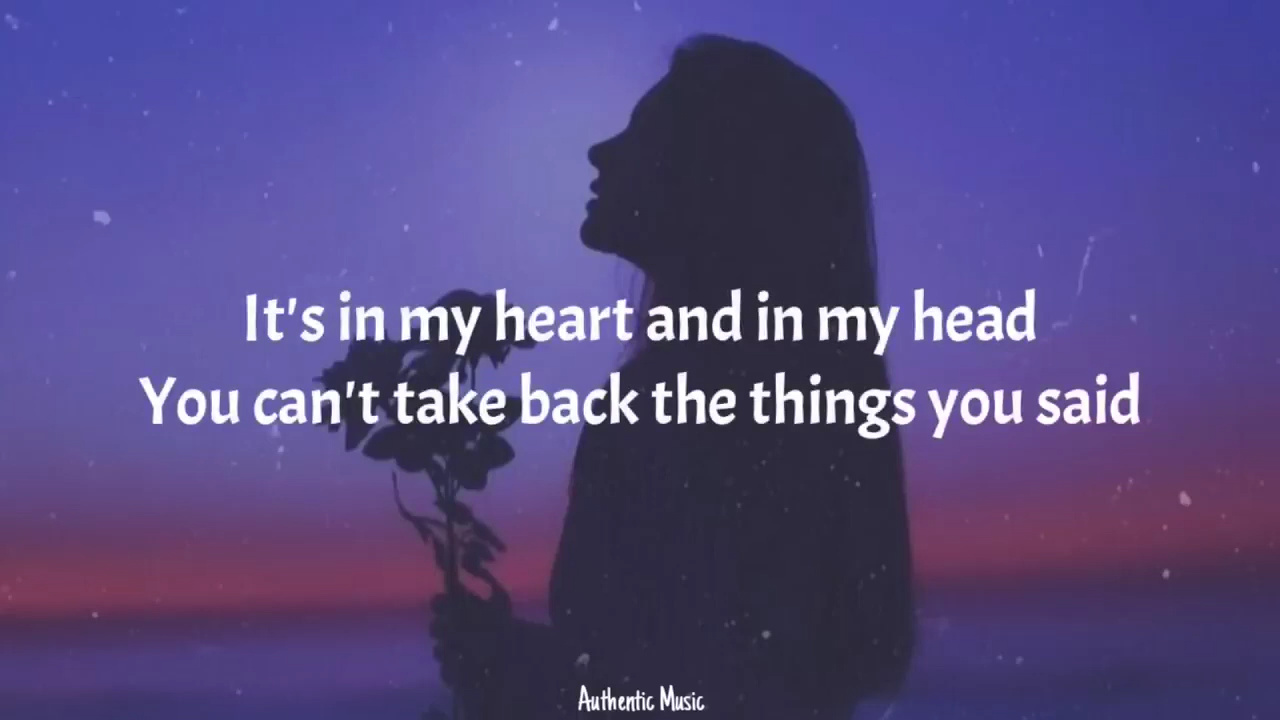 It's in my heart and in my head
You can't take back the things you said
Authentic Music